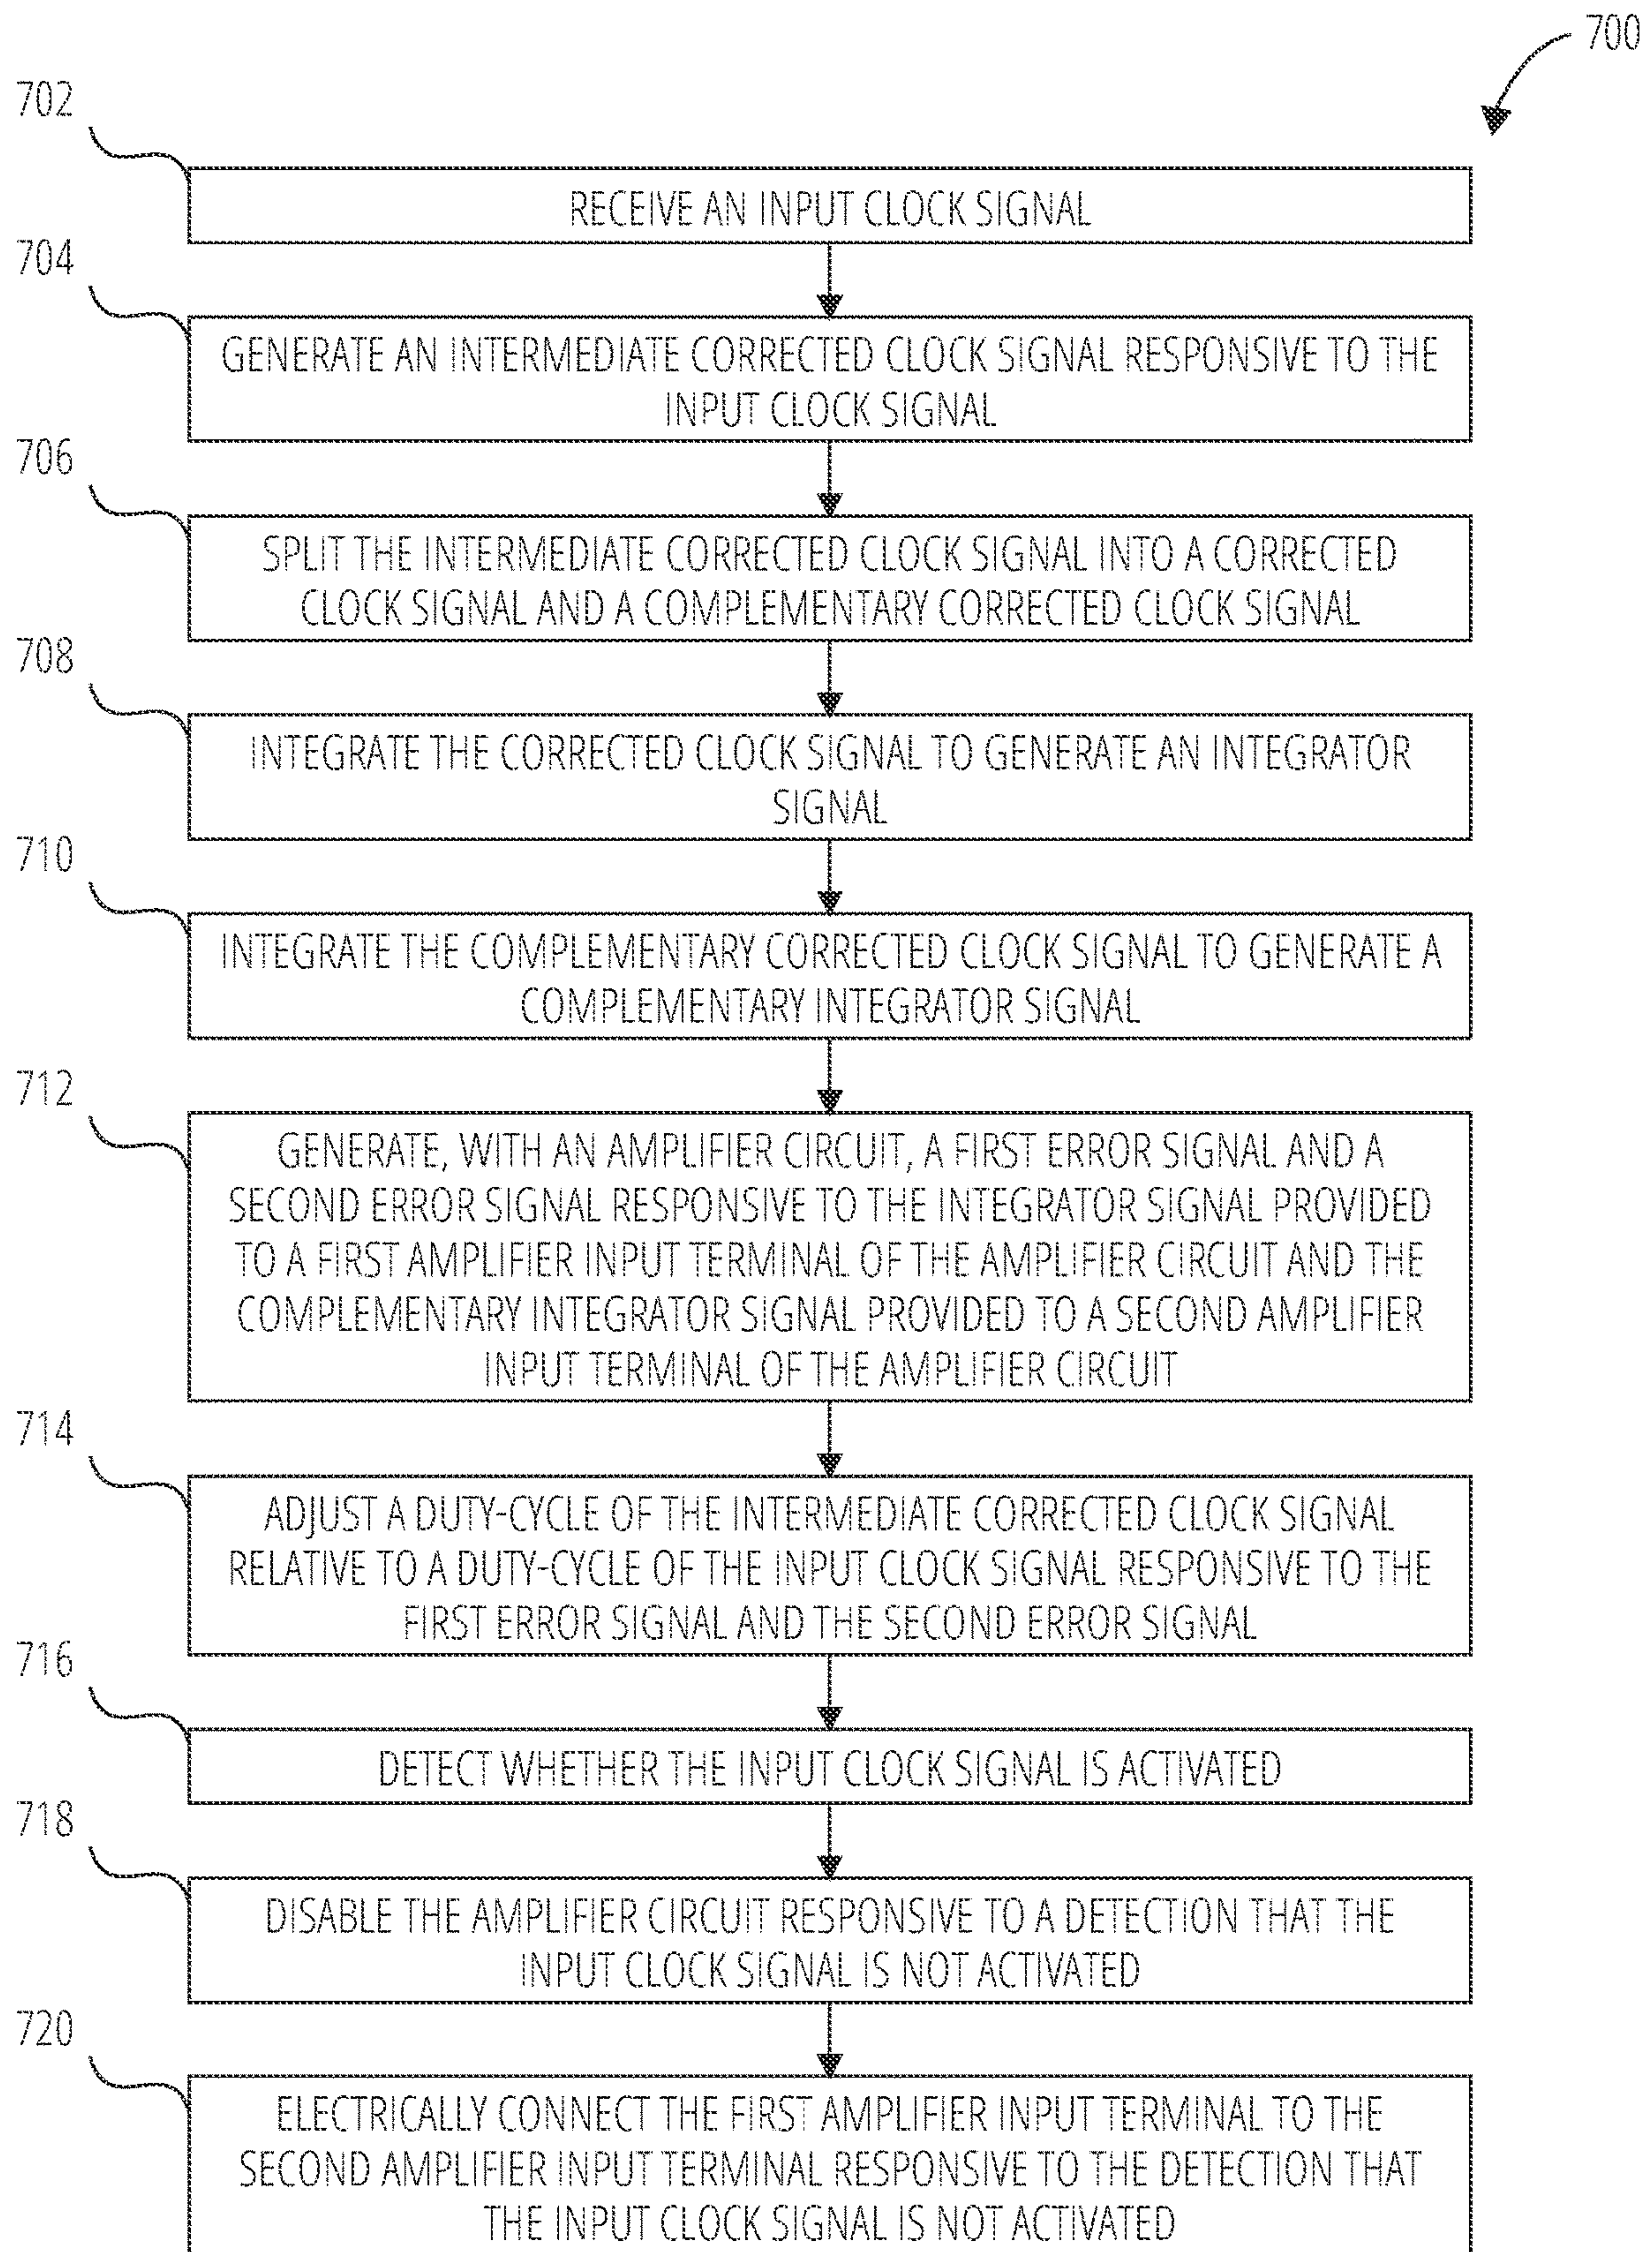 700
702
RECEIVE AN INPUT CLOCK SIGNAL
704
GENERATE AN INTERMEDIATE CORRECTED CLOCK SIGNAL RESPONSIVE TO THE
INPUT CLOCK SIGNAL
706
SPLIT THE INTERMEDIATE CORRECTED CLOCK SIGNAL INTO A CORRECTED
CLOCK SIGNAL AND A COMPLEMENTARY CORRECTED CLOCK SIGNAL
708
INTEGRATE THE CORRECTED CLOCK SIGNAL TO GENERATE AN INTEGRATOR
SIGNAL
710
INTEGRATE THE COMPLEMENTARY CORRECTED CLOCK SIGNAL TO GENERATE A
COMPLEMENTARY INTEGRATOR SIGNAL
712
GENERATE, WITH AN AMPLIFIER CIRCUIT, A FIRST ERROR SIGNAL AND A
SECOND ERROR SIGNAL RESPONSIVE TO THE INTEGRATOR SIGNAL PROVIDED
TO A FIRST AMPLIFIER INPUT TERMINAL OF THE AMPLIFIER CIRCUIT AND THE
COMPLEMENTARY INTEGRATOR SIGNAL PROVIDED TO A SECOND AMPLIFIER
INPUT TERMINAL OF THE AMPLIFIER CIRCUIT
714
ADJUST A DUTY-CYCLE OF THE INTERMEDIATE CORRECTED CLOCK SIGNAL
RELATIVE TO A DUTY-CYCLE OF THE INPUT CLOCK SIGNAL RESPONSIVE TO THE
FIRST ERROR SIGNAL AND THE SECOND ERROR SIGNAL
716
DETECT WHETHER THE INPUT CLOCK SIGNAL IS ACTIVATED
718
DISABLE THE AMPLIFIER CIRCUIT RESPONSIVE TO A DETECTION THAT THE
INPUT CLOCK SIGNAL IS NOT ACTIVATED
720
ELECTRICALLY CONNECT THE FIRST AMPLIFIER INPUT TERMINAL TO THE
SECOND AMPLIFIER INPUT TERMINAL RESPONSIVE TO THE DETECTION THAT
THE INPUT CLOCK SIGNAL IS NOT ACTIVATED